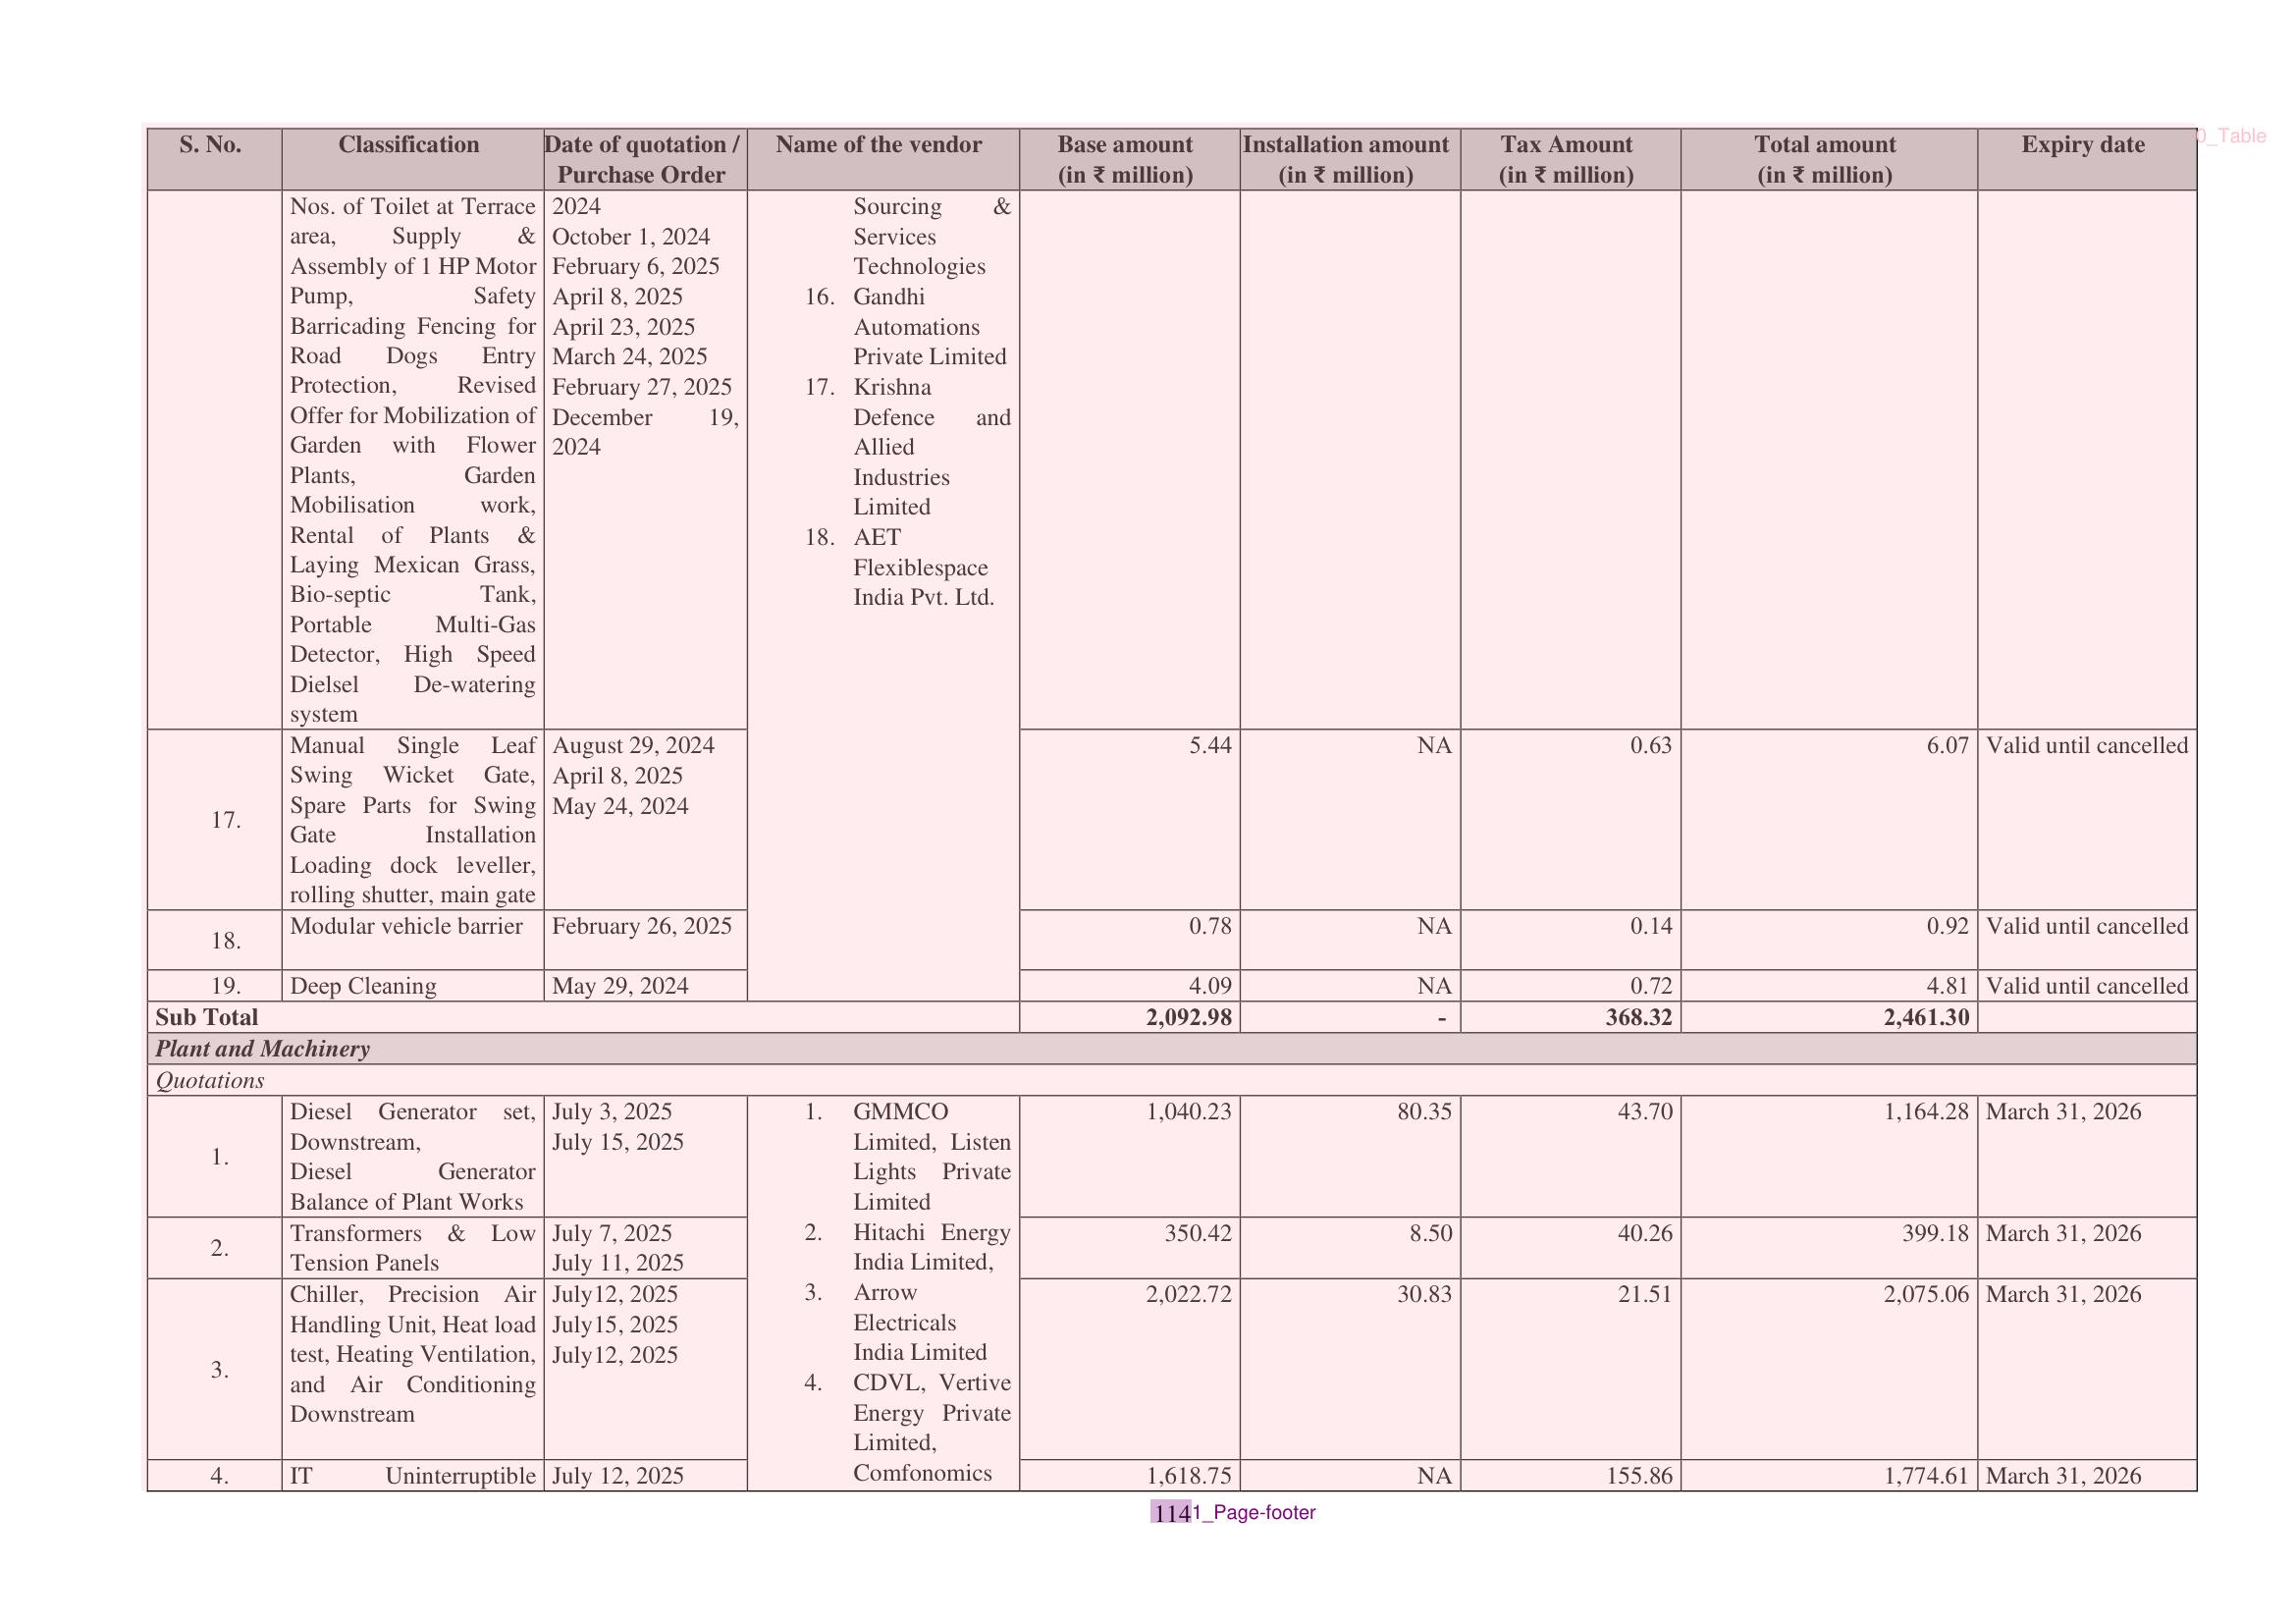 S. No. Classification Date of quotation / Purchase Order Name of the vendor Base amount (in ₹ million) Installation amount (in ₹ million) Tax Amount (in ₹ million) Total amount (in ₹ million) Expiry date
0_Table
Nos. of Toilet at Terrace
area, Supply &
Assembly of 1 HP Motor
Pump, Safety
Barricading Fencing for
Road Dogs Entry
Protection, Revised
Offer for Mobilization of
Garden with Flower
Plants, Garden
Mobilisation work,
Rental of Plants &
Laying Mexican Grass,
Bio-septic Tank,
Portable Multi-Gas
Detector, High Speed
Dielsel De-watering
system
2024
October 1, 2024
February 6, 2025
April 8, 2025
April 23, 2025
March 24, 2025
February 27, 2025
December 19,
2024
Sourcing &
Services
Technologies
16. Gandhi
Automations
Private Limited
17. Krishna
Defence and
Allied
Industries
Limited
18. AET
Flexiblespace
India Pvt. Ltd.
17.
Manual Single Leaf
Swing Wicket Gate,
Spare Parts for Swing
Gate Installation
Loading dock leveller,
rolling shutter, main gate
August 29, 2024
April 8, 2025
May 24, 2024
5.44 NA 0.63 6.07 Valid until cancelled
18. Modular vehicle barrier February 26, 2025 0.78 NA 0.14 0.92 Valid until cancelled
19. Deep Cleaning May 29, 2024 4.09 NA 0.72 4.81 Valid until cancelled
Sub Total 2,092.98 - 368.32 2,461.30
Plant and Machinery
Quotations
1.
Diesel Generator set,
Downstream,
Diesel Generator
Balance of Plant Works
July 3, 2025
July 15, 2025
1. GMMCO
Limited, Listen
Lights Private
Limited
1,040.23 80.35 43.70 1,164.28 March 31, 2026
2.
Transformers & Low
Tension Panels
July 7, 2025
July 11, 2025
2. Hitachi Energy
India Limited,
350.42 8.50 40.26 399.18 March 31, 2026
3.
Chiller, Precision Air
Handling Unit, Heat load
test, Heating Ventilation,
and Air Conditioning
Downstream
July12, 2025
July15, 2025
July12, 2025
3. Arrow
Electricals
India Limited
4. CDVL, Vertive
Energy Private
Limited,
Comfonomics
2,022.72 30.83 21.51 2,075.06 March 31, 2026
4. IT Uninterruptible July 12, 2025 1,618.75 NA 155.86 1,774.61 March 31, 2026
114
1_Page-footer